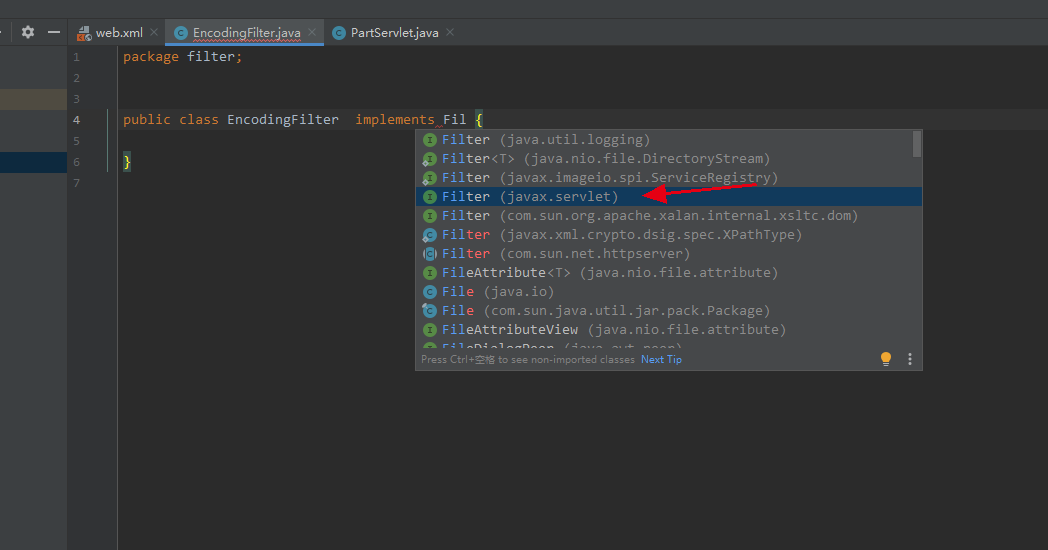 web.xml EncodingFilter.java PartServlet.java
1 package filter;
2
3
4 public class EncodingFilter  implements Fil {
5
6 }
7
Filter (java.util.logging)
Filter<T> (java.nio.file.DirectoryStream)
Filter (javax.imageio.spi.ServiceRegistry)
Filter (javax.servlet)
Filter (com.sun.org.apache.xalan.internal.xsltc.dom)
Filter (javax.xml.crypto.dsig.spec.XPathType)
Filter (com.sun.net.httpserver)
FileAttribute<T> (java.nio.file.attribute)
File (java.io)
File (com.sun.java.util.jar.pack.Package)
FileAttributeView (java.nio.file.attribute)
FileDialogPeer (java.awt.peer)
Press Ctrl+空格 to see non-imported classes Next Tip